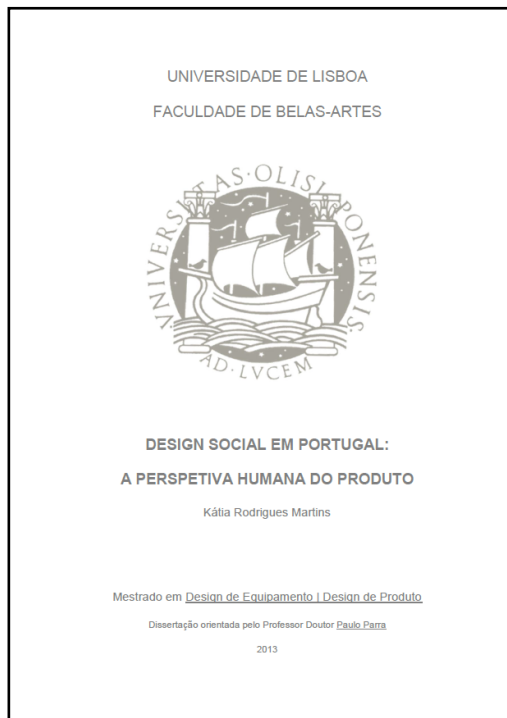 UNIVERSIDADE DE LISBOA
FACULDADE DE BELAS-ARTES
VNIVERSITAS·OLISIPONENSIS·
AD·LVCEM
DESIGN SOCIAL EM PORTUGAL:
A PERSPETIVA HUMANA DO PRODUTO
Kátia Rodrigues Martins
Mestrado em Design de Equipamento | Design de Produto
Dissertação orientada pelo Professor Doutor Paulo Parra
2013